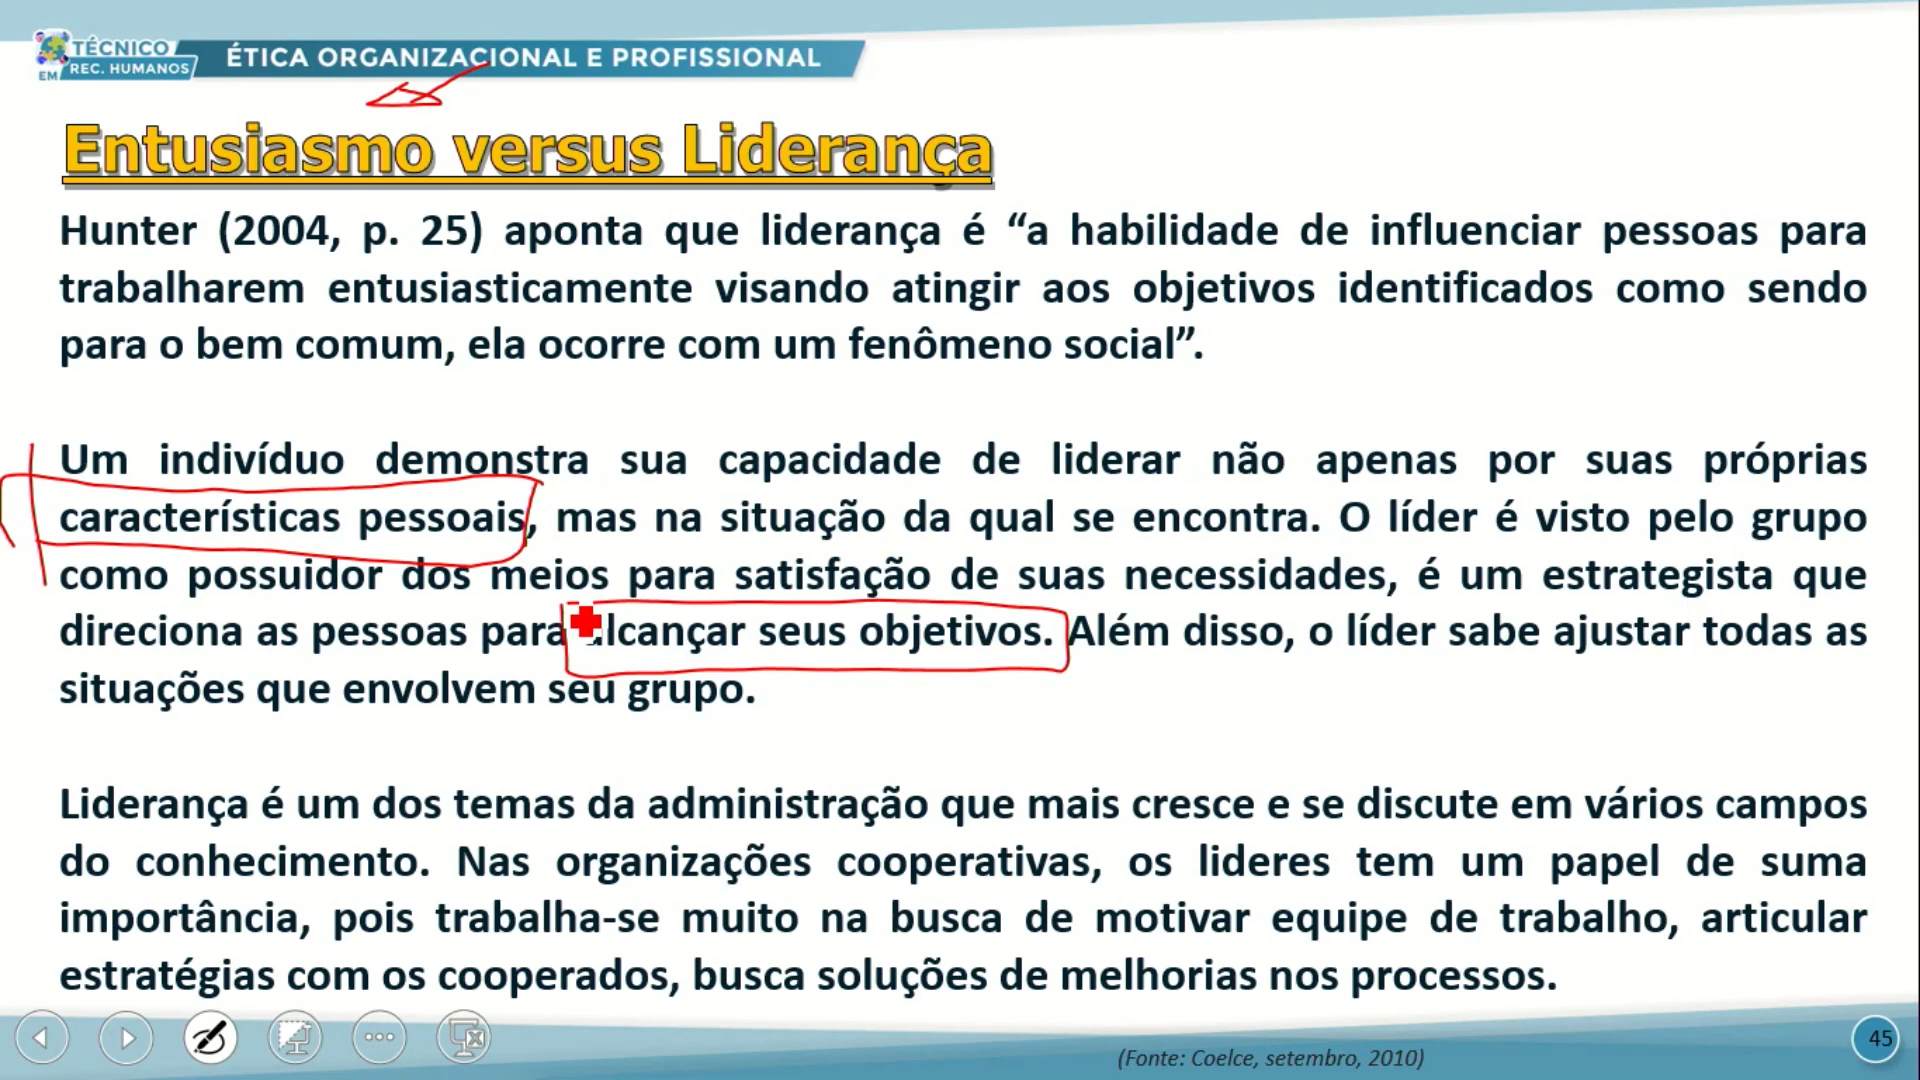 TÉCNICO
EM REC. HUMANOS
ÉTICA ORGANIZACIONAL E PROFISSIONAL
Entusiasmo versus Liderança
Hunter (2004, p. 25) aponta que liderança é “a habilidade de influenciar pessoas para
trabalharem entusiasticamente visando atingir aos objetivos identificados como sendo
para o bem comum, ela ocorre com um fenômeno social”.
Um indivíduo demonstra sua capacidade de liderar não apenas por suas próprias
características pessoais, mas na situação da qual se encontra. O líder é visto pelo grupo
como possuidor dos meios para satisfação de suas necessidades, é um estrategista que
direciona as pessoas para alcançar seus objetivos. Além disso, o líder sabe ajustar todas as
situações que envolvem seu grupo.
Liderança é um dos temas da administração que mais cresce e se discute em vários campos
do conhecimento. Nas organizações cooperativas, os lideres tem um papel de suma
importância, pois trabalha-se muito na busca de motivar equipe de trabalho, articular
estratégias com os cooperados, busca soluções de melhorias nos processos.
(Fonte: Coelce, setembro, 2010)
45